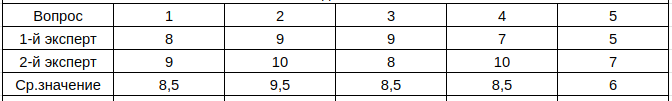 Вопрос 1 2 3 4 5
1-й эксперт 8 9 9 7 5
2-й эксперт 9 10 8 10 7
Ср.значение 8,5 9,5 8,5 8,5 6